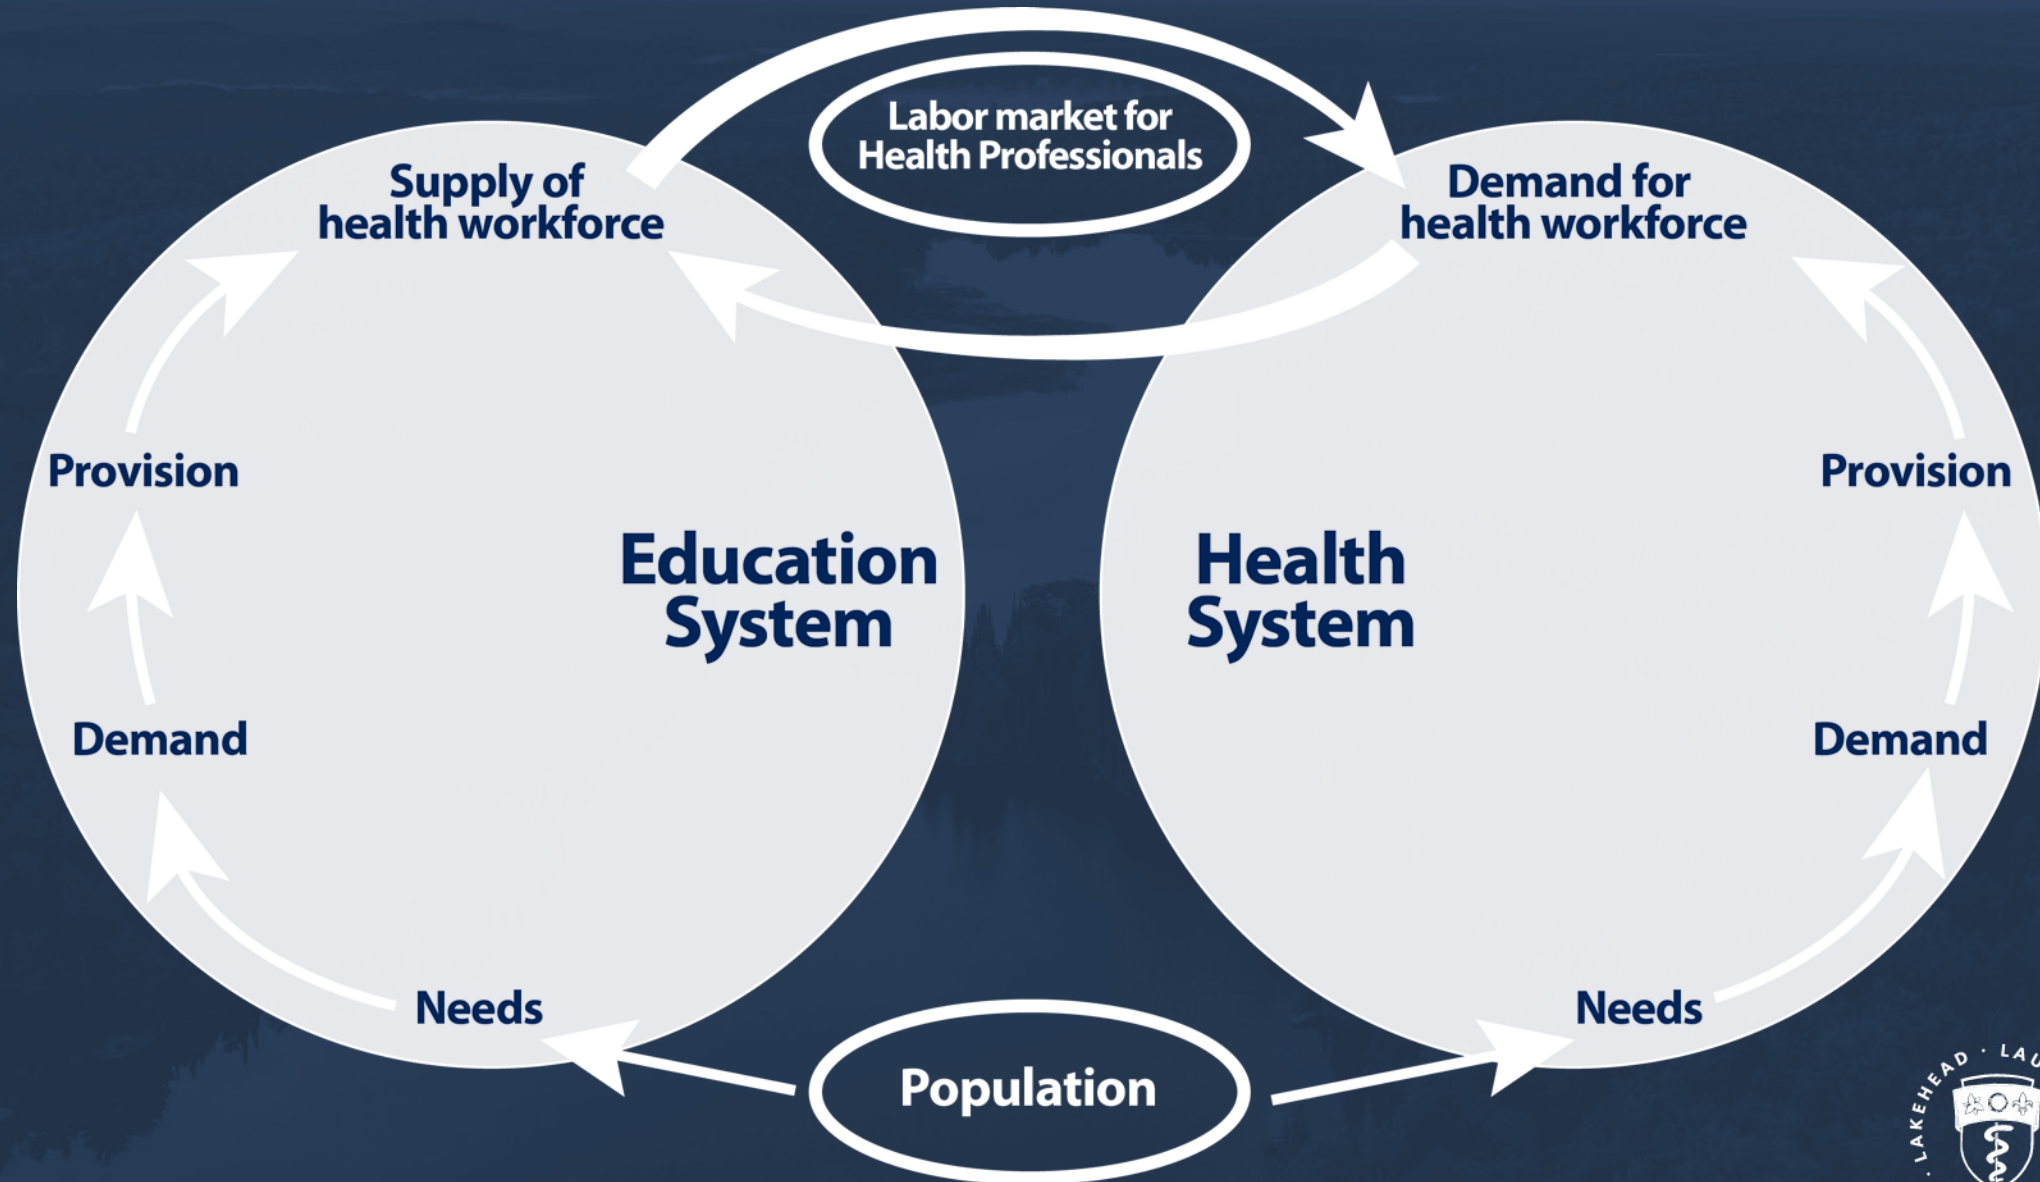 Labor market for
Health Professionals
Supply of
health workforce
Demand for
health workforce
Provision
Provision
Education
System
Health
System
Demand
Demand
Needs
Needs
Population
· LAKEHEAD ·